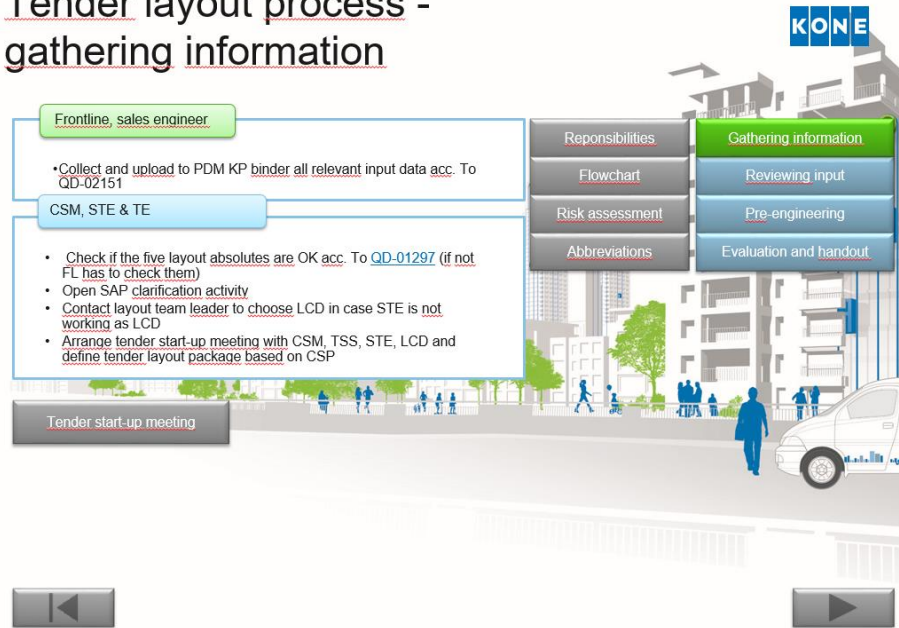 Tender layout process -
gathering information
KONE
Frontline, sales engineer
•Collect and upload to PDM KP binder all relevant input data acc. To
QD-02151
CSM, STE & TE
• Check if the five layout absolutes are OK acc. To QD-01297 (if not
FL has to check them)
• Open SAP clarification activity
• Contact layout team leader to choose LCD in case STE is not
working as LCD
• Arrange tender start-up meeting with CSM, TSS, STE, LCD and
define tender layout package based on CSP
Reponsibilities
Gathering information
Flowchart
Reviewing input
Risk assessment
Pre-engineering
Abbreviations
Evaluation and handout
Tender start-up meeting